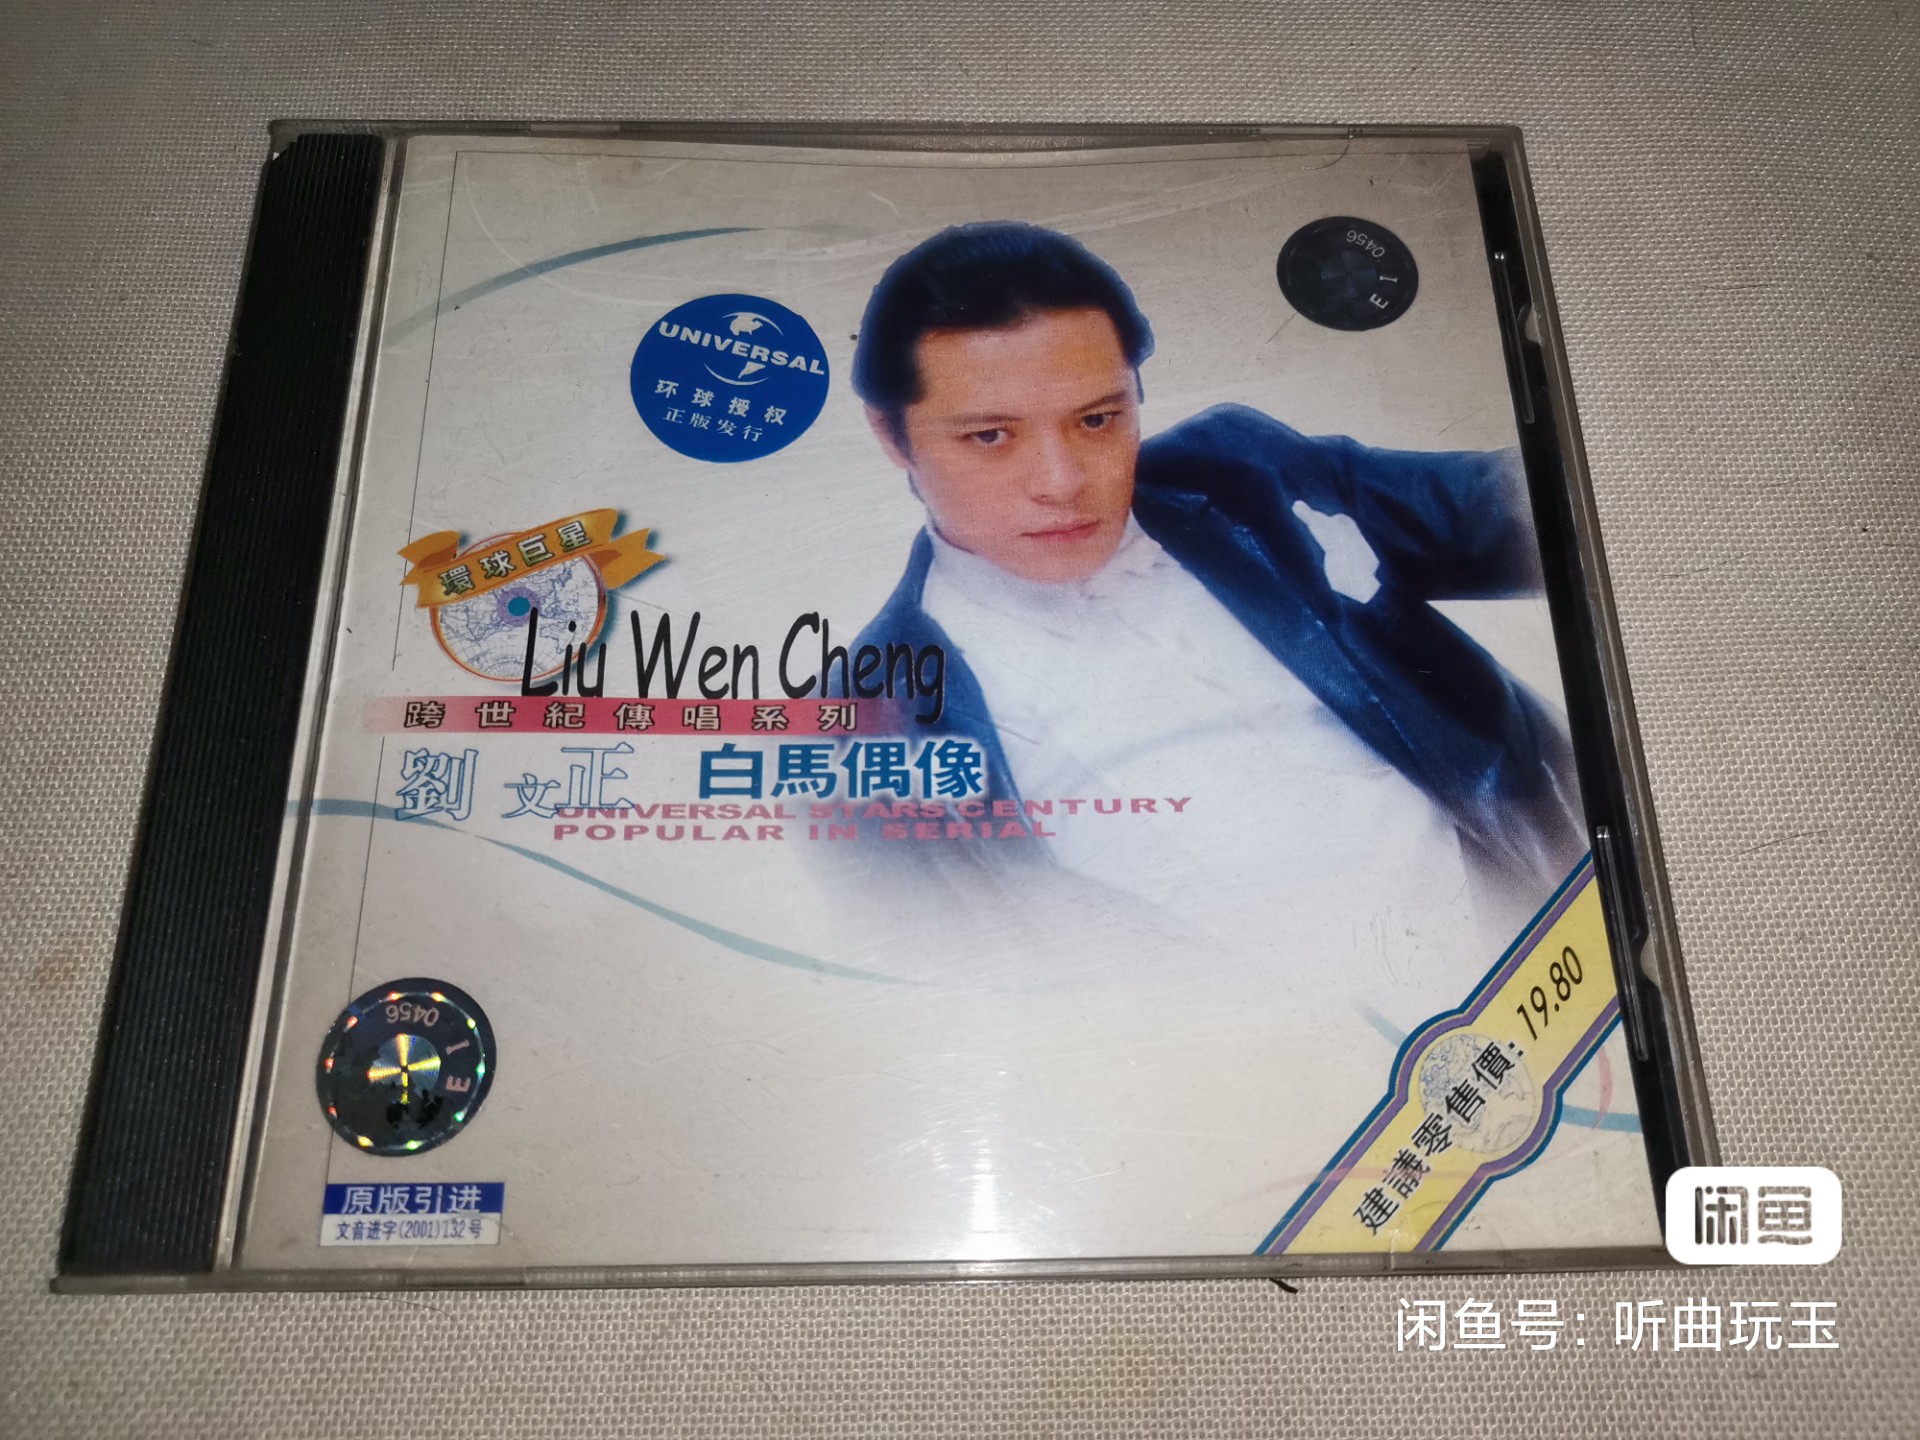 0456
E I
UNIVERSAL
环球授权
正版发行
環球巨星
Liu Wen Cheng
跨世紀傳唱系列
劉文正 白馬偶像
UNIVERSAL STARS CENTURY
POPULAR IN SERIAL
建議零售價：19.80
0456
E I
原版引进
文音进字(2001)132号
闲鱼
闲鱼号：听曲玩玉